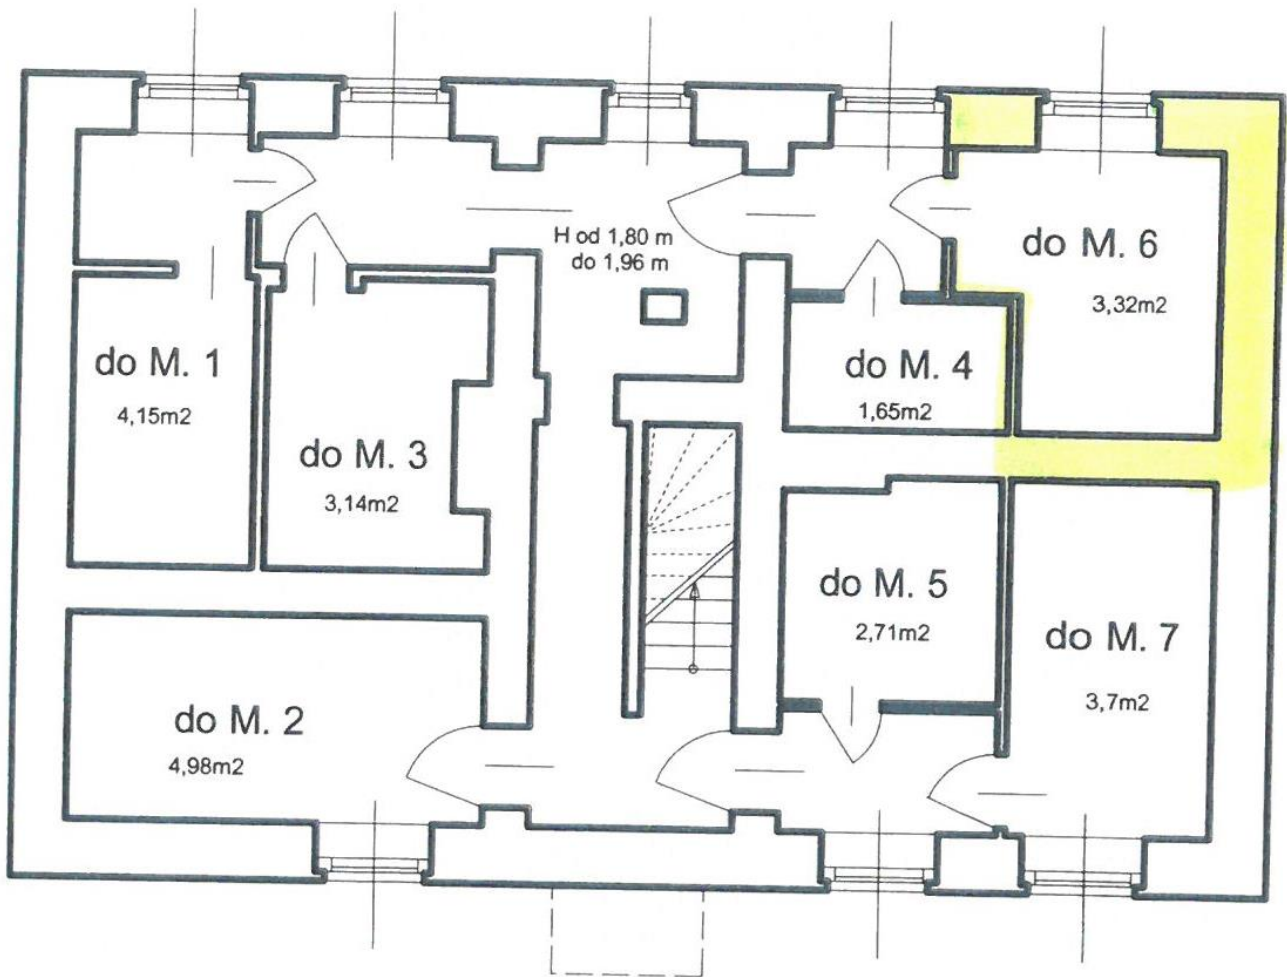 H od 1,80 m
do 1,96 m
do M. 6
3,32m2
do M. 1
4,15m2
do M. 4
1,65m2
do M. 3
3,14m2
do M. 5
2,71m2
do M. 7
3,7m2
do M. 2
4,98m2